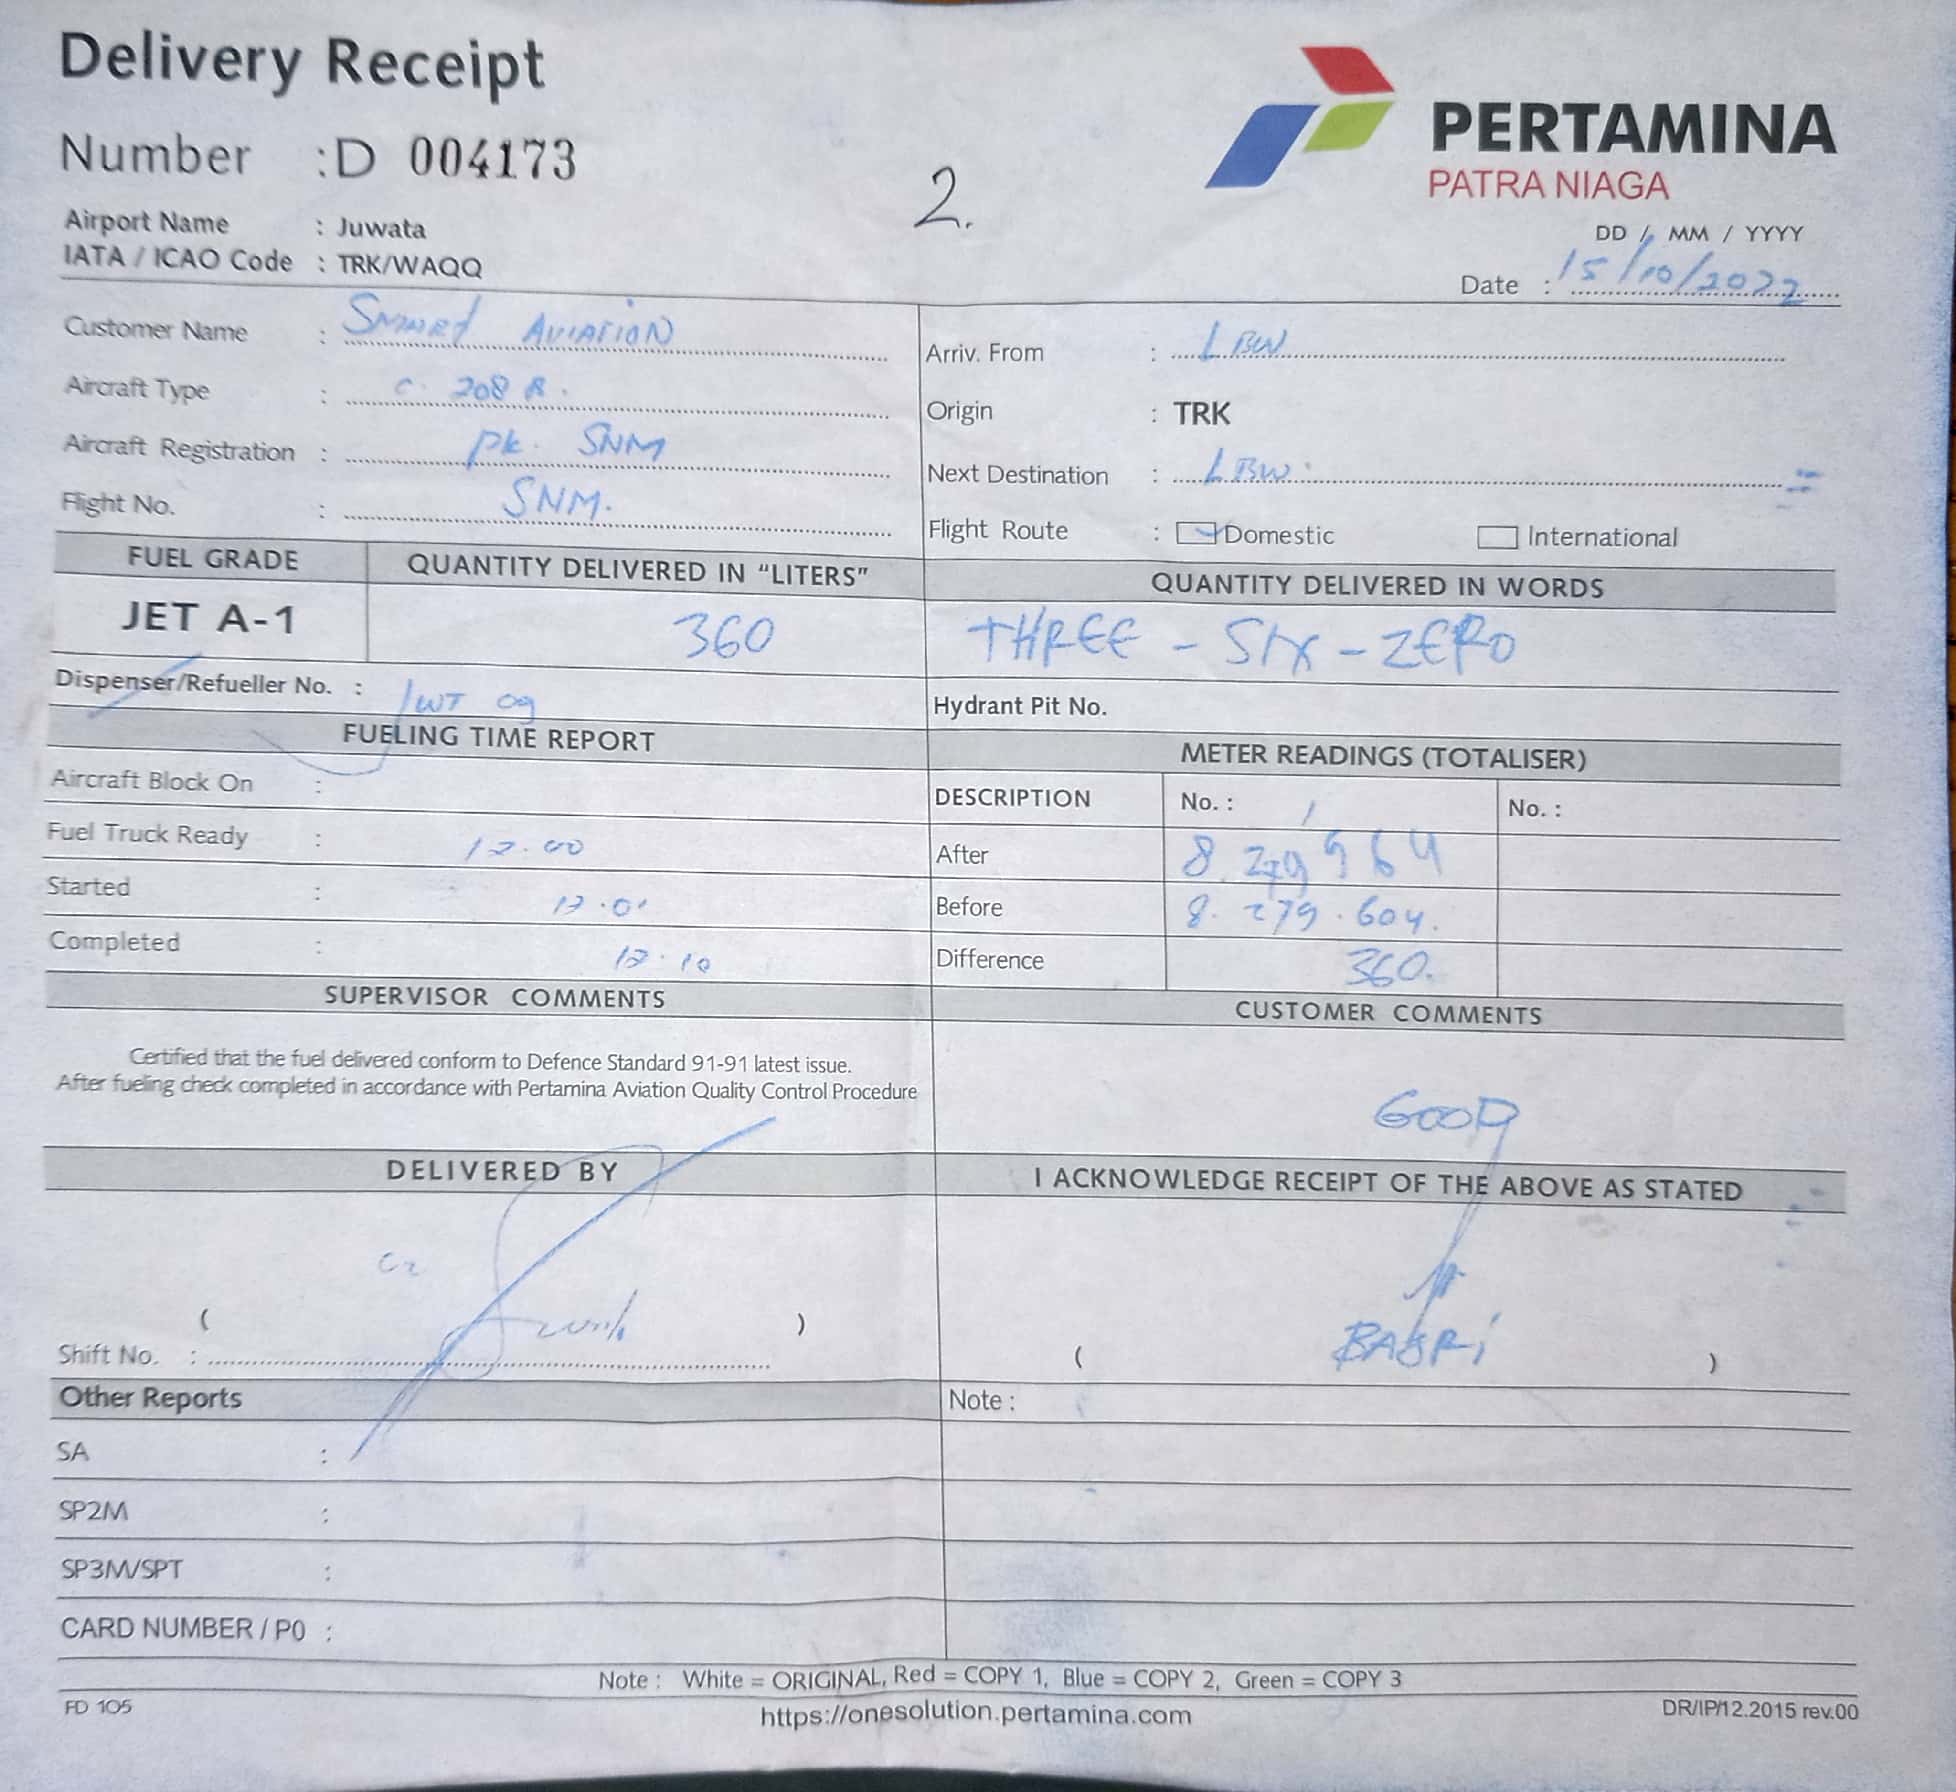 Delivery Receipt
Number :D 004173
2.
PERTAMINA
PATRA NIAGA
Airport Name : Juwata
IATA / ICAO Code : TRK/WAQQ
DD / MM / YYYY
Date : 15/10/2022
Customer Name : Smart AVIATION
Arriv. From : LBW
Aircraft Type : C. 208 B.
Origin : TRK
Aircraft Registration : PK. SNM
Next Destination : LBW.
Flight No. : SNM.
Flight Route : Domestic International
FUEL GRADE QUANTITY DELIVERED IN “LITERS” QUANTITY DELIVERED IN WORDS
JET A-1 360 THREE - SIX - ZERO
Dispenser/Refueller No. : 09
Hydrant Pit No.
FUELING TIME REPORT METER READINGS (TOTALISER)
Aircraft Block On :
DESCRIPTION No. : 1 No. :
Fuel Truck Ready : 12.00
After 8.279964
Started : 12.01
Before 8.279.604.
Completed : 12.10
Difference 360.
SUPERVISOR COMMENTS CUSTOMER COMMENTS
Certified that the fuel delivered conform to Defence Standard 91-91 latest issue.
After fueling check completed in accordance with Pertamina Aviation Quality Control Procedure
GOOD
DELIVERED BY I ACKNOWLEDGE RECEIPT OF THE ABOVE AS STATED
( )
Shift No. :
( )
Other Reports Note :
SA :
SP2M :
SP3M/SPT :
CARD NUMBER / P0 :
Note : White = ORIGINAL, Red = COPY 1, Blue = COPY 2, Green = COPY 3
FD 105 https://onesolution.pertamina.com DR/IP/12.2015 rev.00